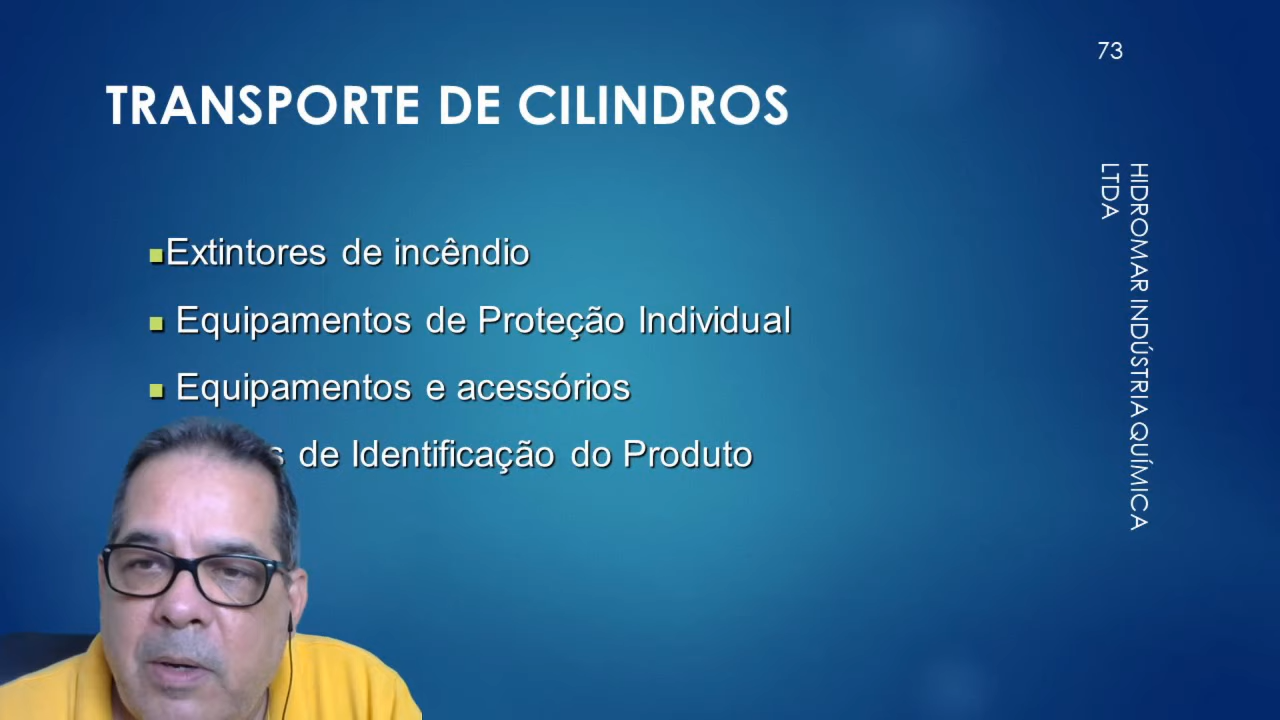 73
TRANSPORTE DE CILINDROS
HIDROMAR INDÚSTRIA QUÍMICA
LTDA
Extintores de incêndio
Equipamentos de Proteção Individual
Equipamentos e acessórios
de Identificação do Produto